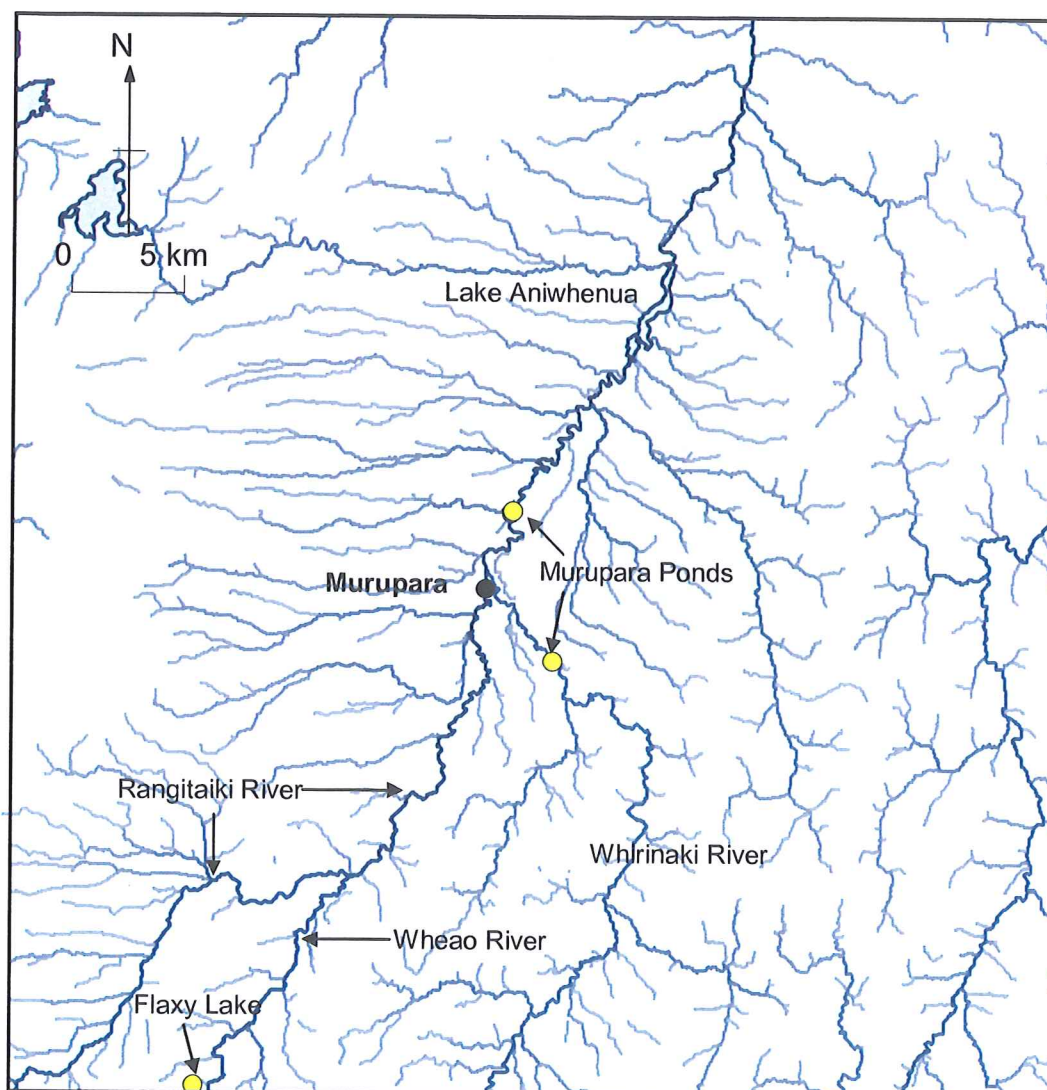 N
0 5 km
Lake Aniwhenua
Murupara
Murupara Ponds
Rangitaiki River
Whirinaki River
Wheao River
Flaxy Lake